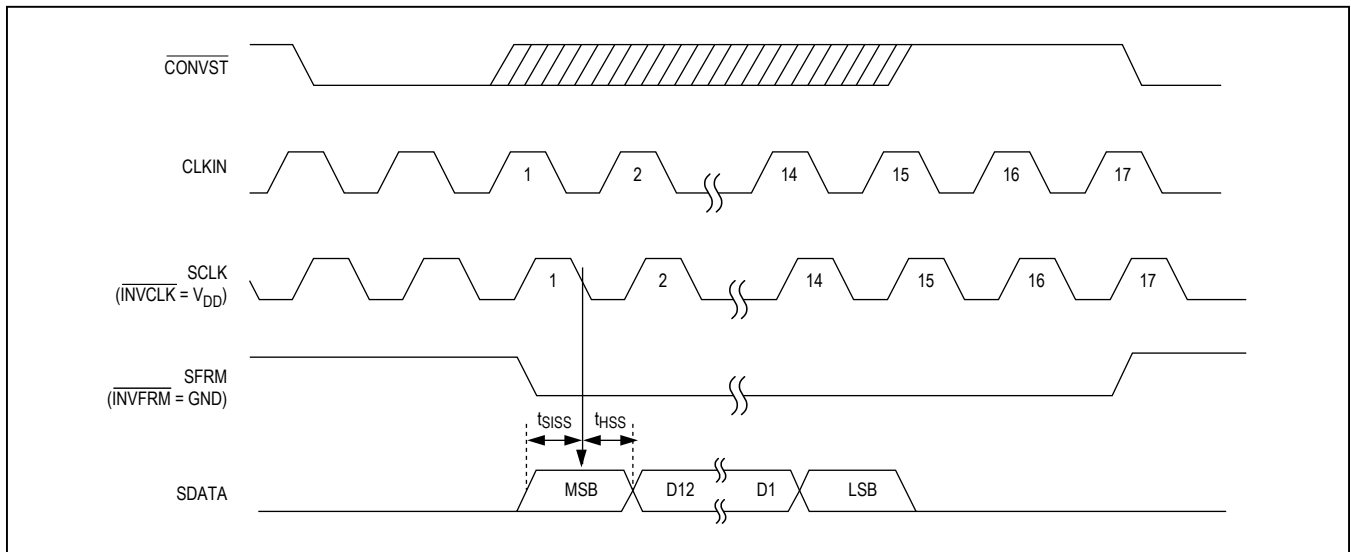 CONVST
CLKIN
1 2 14 15 16 17
SCLK
(INVCLK = VDD)
1 2 14 15 16 17
SFRM
(INVFRM = GND)
tSISS tHSS
SDATA
MSB D12 D1 LSB